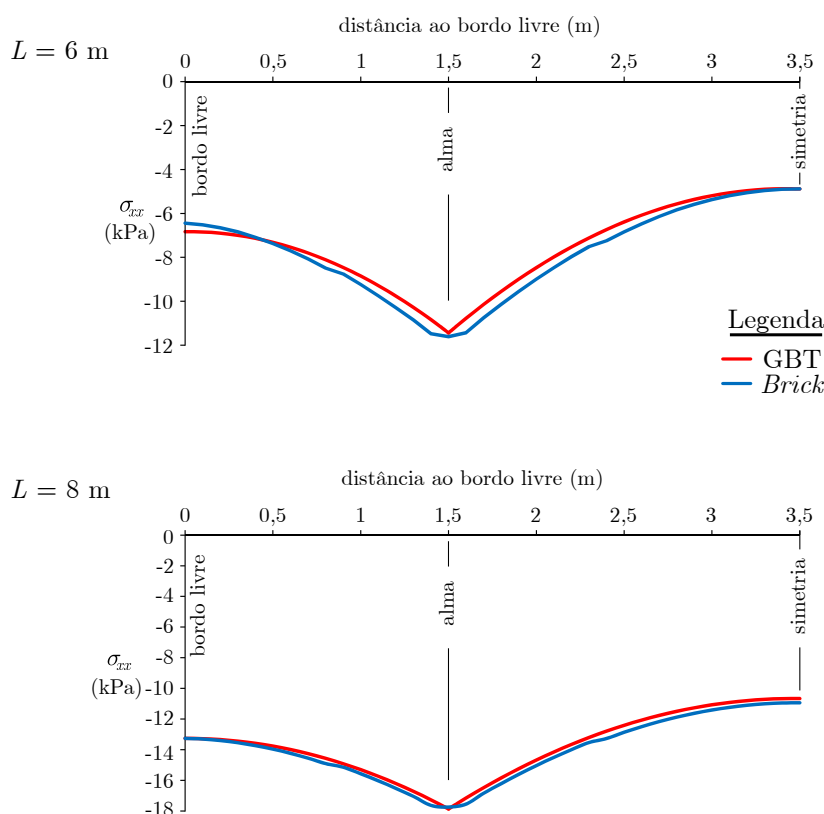 distância ao bordo livre (m)
L = 6 m
0 0,5 1 1,5 2 2,5 3 3,5
0
-2
-4
-6
-8
-10
-12
σxx
(kPa)
bordo livre
alma
simetria
Legenda
GBT
Brick
distância ao bordo livre (m)
L = 8 m
0 0,5 1 1,5 2 2,5 3 3,5
0
-2
-4
-6
-8
-10
-12
-14
-16
-18
σxx
(kPa)
bordo livre
alma
simetria